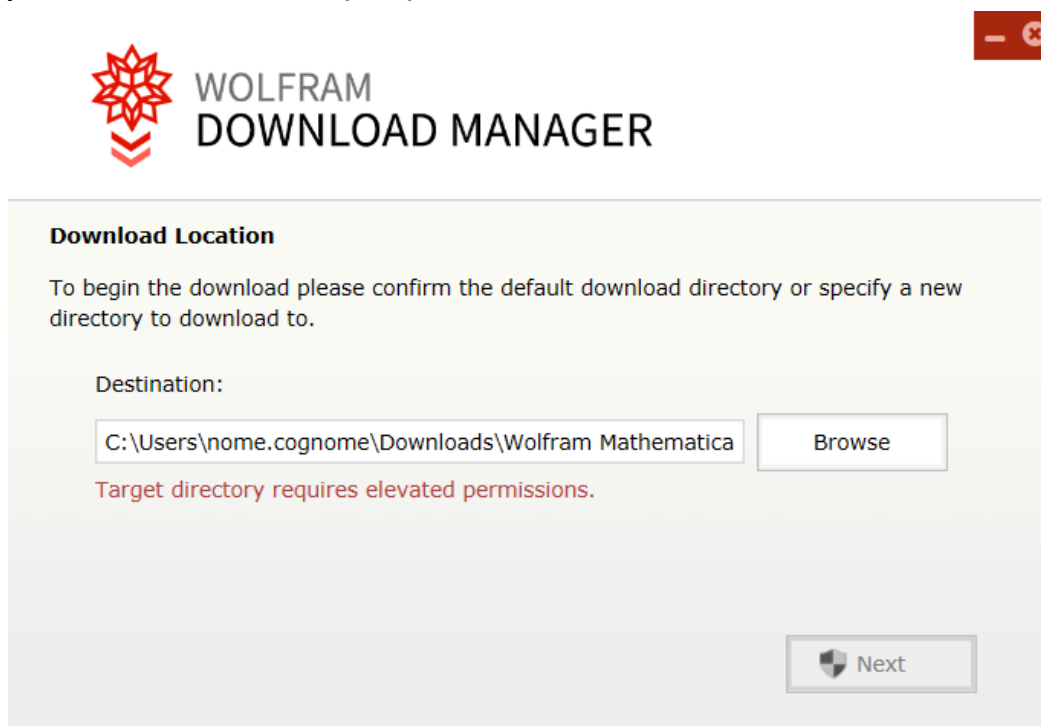 WOLFRAM
DOWNLOAD MANAGER
Download Location
To begin the download please confirm the default download directory or specify a new
directory to download to.
Destination:
C:\Users\nome.cognome\Downloads\Wolfram Mathematica
Browse
Target directory requires elevated permissions.
Next